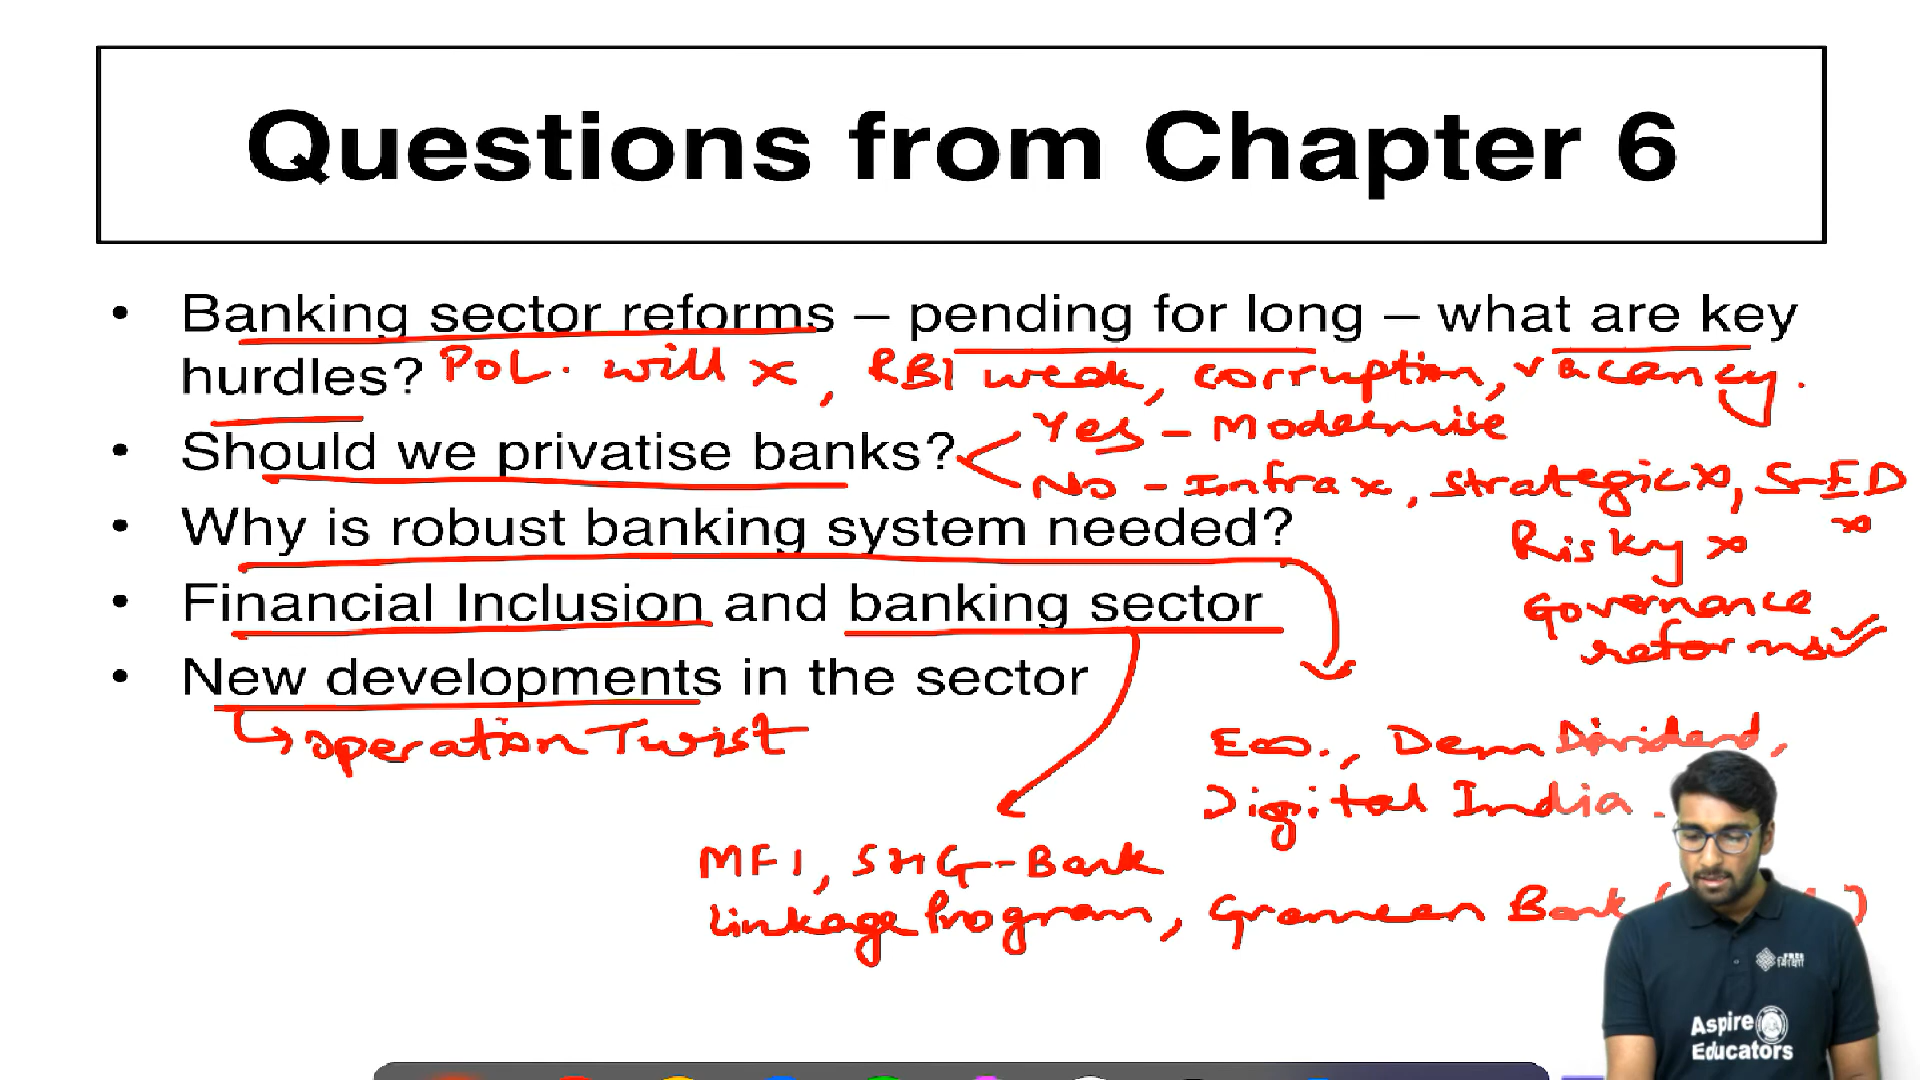 Questions from Chapter 6
• Banking sector reforms – pending for long – what are key
hurdles? Pol. will x, RBI weak, corruption, vacancy.
• Should we privatise banks?
Yes - Modernise
No - Infra x, strategic x, S-ED x
• Why is robust banking system needed?
Risky x
Governance
reforms
• Financial Inclusion and banking sector
• New developments in the sector
operation Twist
Eco., Dem Dividend,
Digital India.
MFI, SHG-Bank
linkage Program, Grameen Bank (
Aspire
Educators